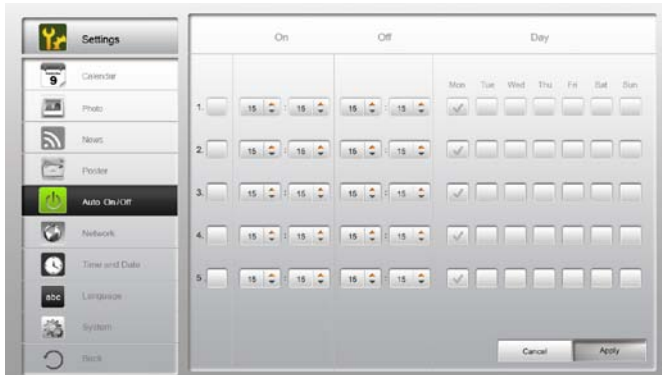 Settings
9
Calendar
Photo
News
Poster
Auto On/Off
Network
Time and Date
abc
Language
System
Back
On Off Day
Mon Tue Wed Thu Fri Sat Sun
1. 15 : 15 15 : 15
2. 15 : 15 15 : 15
3. 15 : 15 15 : 15
4. 15 : 15 15 : 15
5. 15 : 15 15 : 15
Cancel Apply